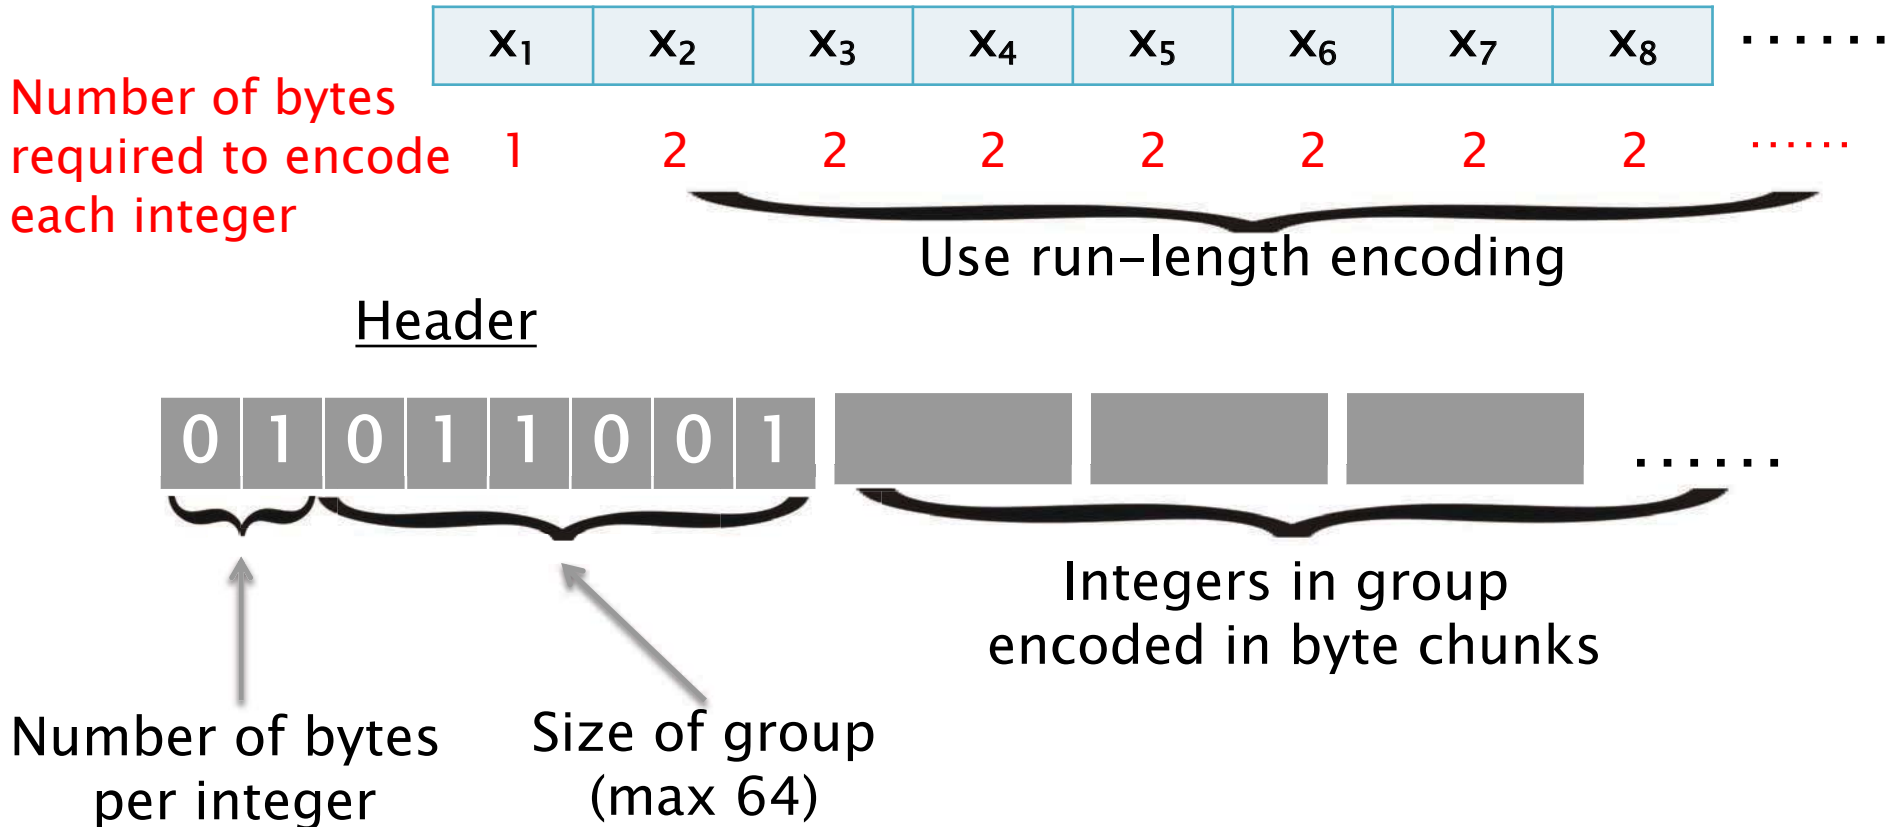 x₁ x₂ x₃ x₄ x₅ x₆ x₇ x₈ ......
Number of bytes
required to encode
each integer
1 2 2 2 2 2 2 2 ......
Use run-length encoding
Header
0 1 0 1 1 0 0 1 ......
Integers in group
encoded in byte chunks
Number of bytes
per integer
Size of group
(max 64)